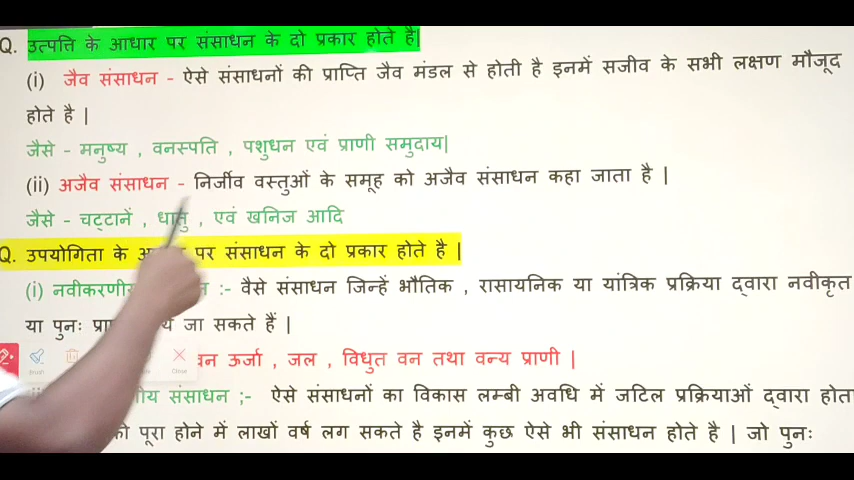 Q. उत्पत्ति के आधार पर संसाधन के दो प्रकार होते है|
(i) जैव संसाधन - ऐसे संसाधनों की प्राप्ति जैव मंडल से होती है इनमें सजीव के सभी लक्षण मौजूद
होते है |
जैसे - मनुष्य , वनस्पति , पशुधन एवं प्राणी समुदाय|
(ii) अजैव संसाधन - निर्जीव वस्तुओं के समूह को अजैव संसाधन कहा जाता है |
जैसे - चट्टानें , धातु , एवं खनिज आदि
Q. उपयोगिता के पर संसाधन के दो प्रकार होते है |
(i) :- वैसे संसाधन जिन्हें भौतिक , रासायनिक या यांत्रिक प्रक्रिया द्वारा नवीकृत
या पुनः जा सकते हैं |
ऊर्जा , जल , विधुत वन तथा वन्य प्राणी |
संसाधन ;- ऐसे संसाधनों का विकास लम्बी अवधि में जटिल प्रक्रियाओं द्वारा होता
पूरा होने में लाखों वर्ष लग सकते है इनमें कुछ ऐसे भी संसाधन होते है | जो पुनः